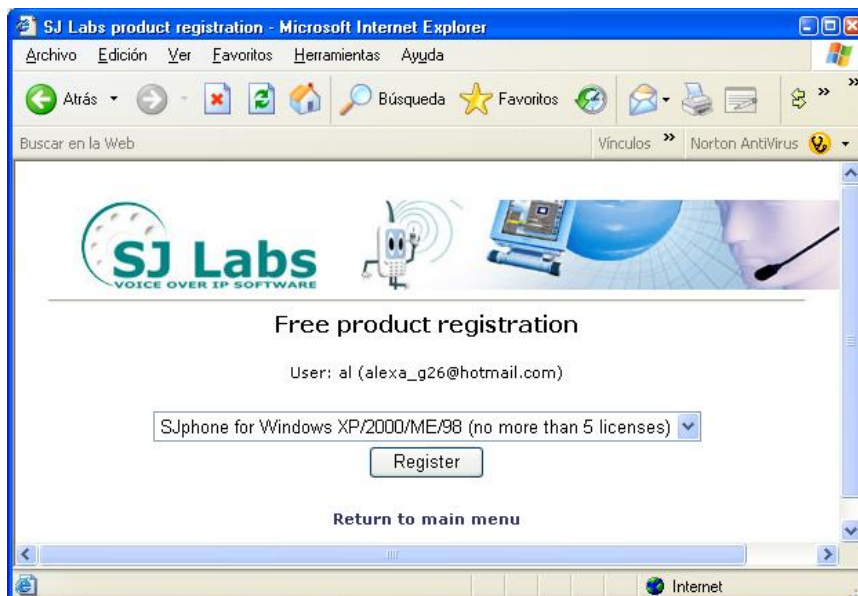 SJ Labs product registration - Microsoft Internet Explorer
Archivo Edición Ver Favoritos Herramientas Ayuda
Atrás Búsqueda Favoritos »
»
Buscar en la Web Vínculos » Norton AntiVirus
SJ Labs
VOICE OVER IP SOFTWARE
Free product registration
User: al (alexa_g26@hotmail.com)
SJphone for Windows XP/2000/ME/98 (no more than 5 licenses)
Register
Return to main menu
Internet